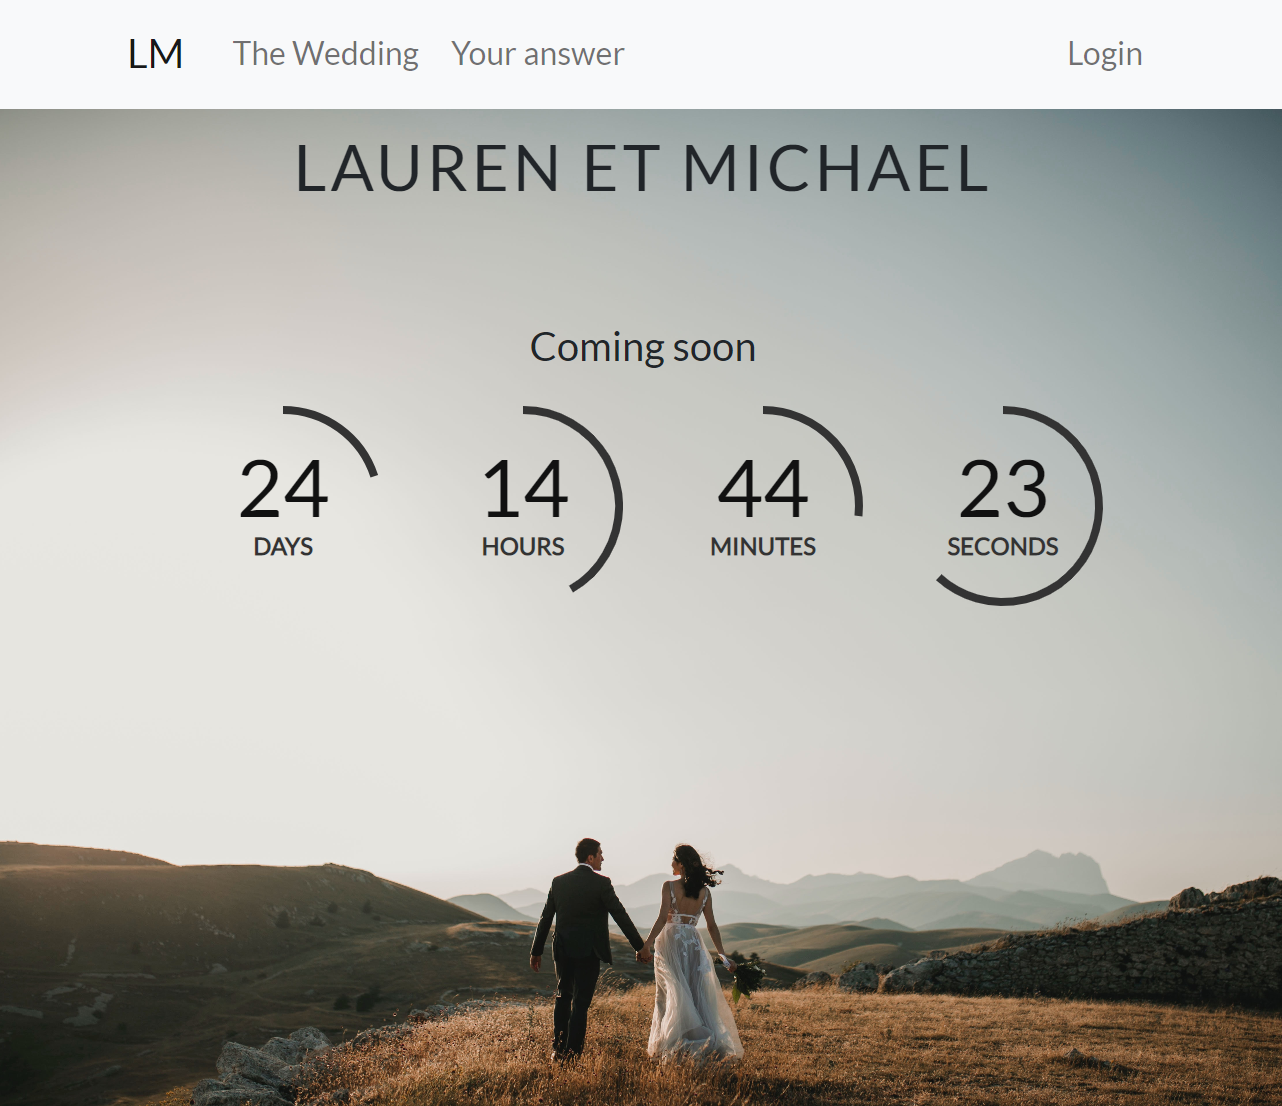 LM The Wedding Your answer Login
LAUREN ET MICHAEL
Coming soon
24 14 44 23
DAYS HOURS MINUTES SECONDS